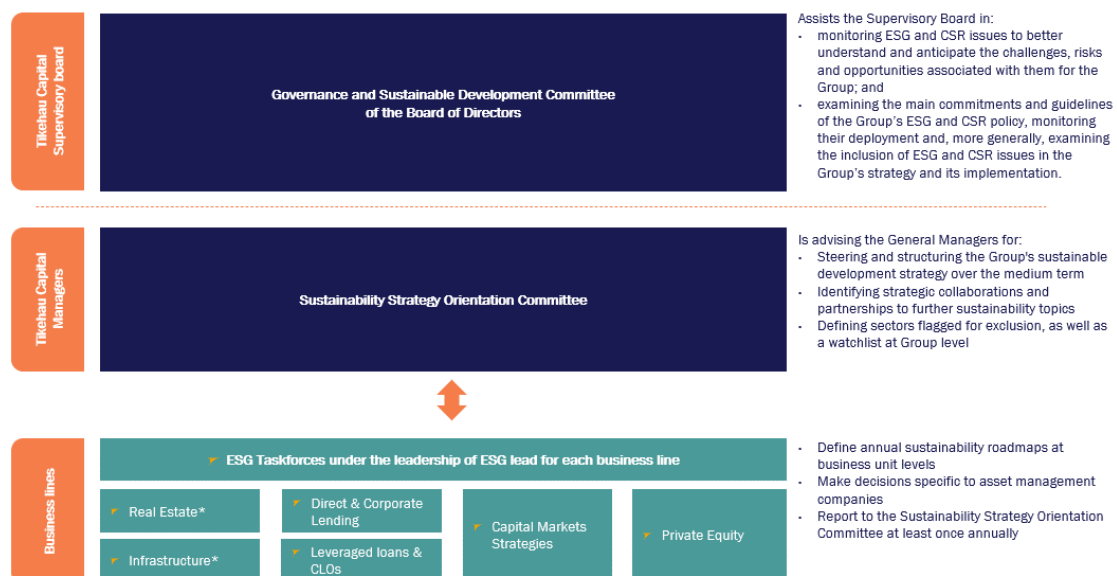 Tikehau Capital
Supervisory board
Governance and Sustainable Development Committee
of the Board of Directors
Assists the Supervisory Board in:
- monitoring ESG and CSR issues to better
understand and anticipate the challenges, risks
and opportunities associated with them for the
Group; and
- examining the main commitments and guidelines
of the Group's ESG and CSR policy, monitoring
their deployment and, more generally, examining
the inclusion of ESG and CSR issues in the
Group's strategy and its implementation.
Tikehau Capital
Managers
Sustainability Strategy Orientation Committee
Is advising the General Managers for:
- Steering and structuring the Group's sustainable
development strategy over the medium term
- Identifying strategic collaborations and
partnerships to further sustainability topics
- Defining sectors flagged for exclusion, as well as
a watchlist at Group level
Business lines
ESG Taskforces under the leadership of ESG lead for each business line
Real Estate*
Infrastructure*
Direct & Corporate
Lending
Leveraged loans &
CLOs
Capital Markets
Strategies
Private Equity
- Define annual sustainability roadmaps at
business unit levels
- Make decisions specific to asset management
companies
- Report to the Sustainability Strategy Orientation
Committee at least once annually